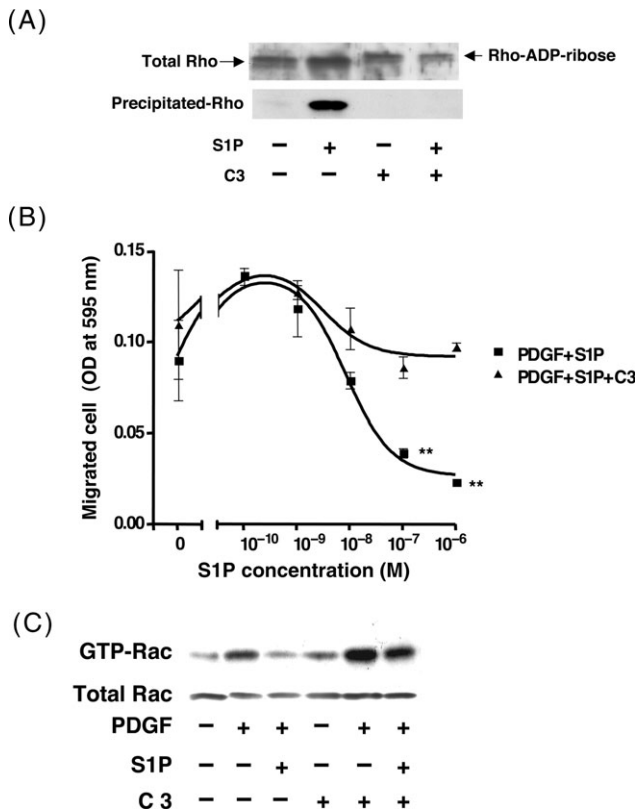 (A)
Total Rho
Rho-ADP-ribose
Precipitated-Rho
S1P − + − +
C3 − − + +
(B)
0.15
0.10
0.05
0.00
Migrated cell (OD at 595 nm)
**
**
0 10⁻¹⁰ 10⁻⁹ 10⁻⁸ 10⁻⁷ 10⁻⁶
S1P concentration (M)
PDGF+S1P
PDGF+S1P+C3
(C)
GTP-Rac
Total Rac
PDGF − + + − + +
S1P − − + − − +
C 3 − − − + + +